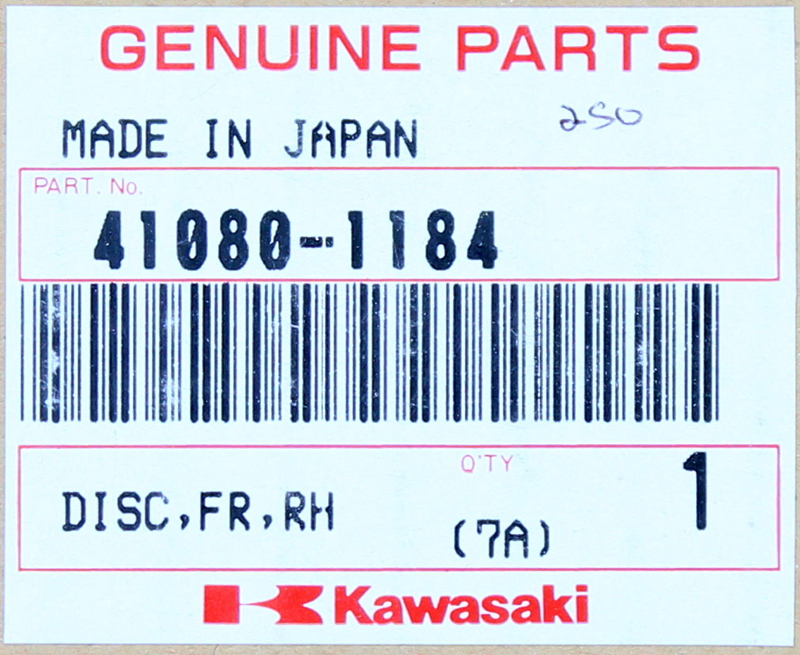 GENUINE PARTS
MADE IN JAPAN
250
PART. No.
41080-1184
Q'TY
1
DISC,FR,RH
(7A)
Kawasaki